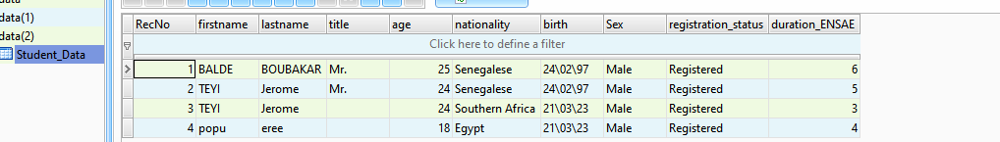 data(1)
data(2)
Student_Data
RecNo firstname lastname title age nationality birth Sex registration_status duration_ENSAE
Click here to define a filter
1 BALDE BOUBAKAR Mr. 25 Senegalese 24\02\97 Male Registered 6
2 TEYI Jerome Mr. 24 Senegalese 24\02\97 Male Registered 5
3 TEYI Jerome 24 Southern Africa 21\03\23 Male Registered 3
4 popu eree 18 Egypt 21\03\23 Male Registered 4